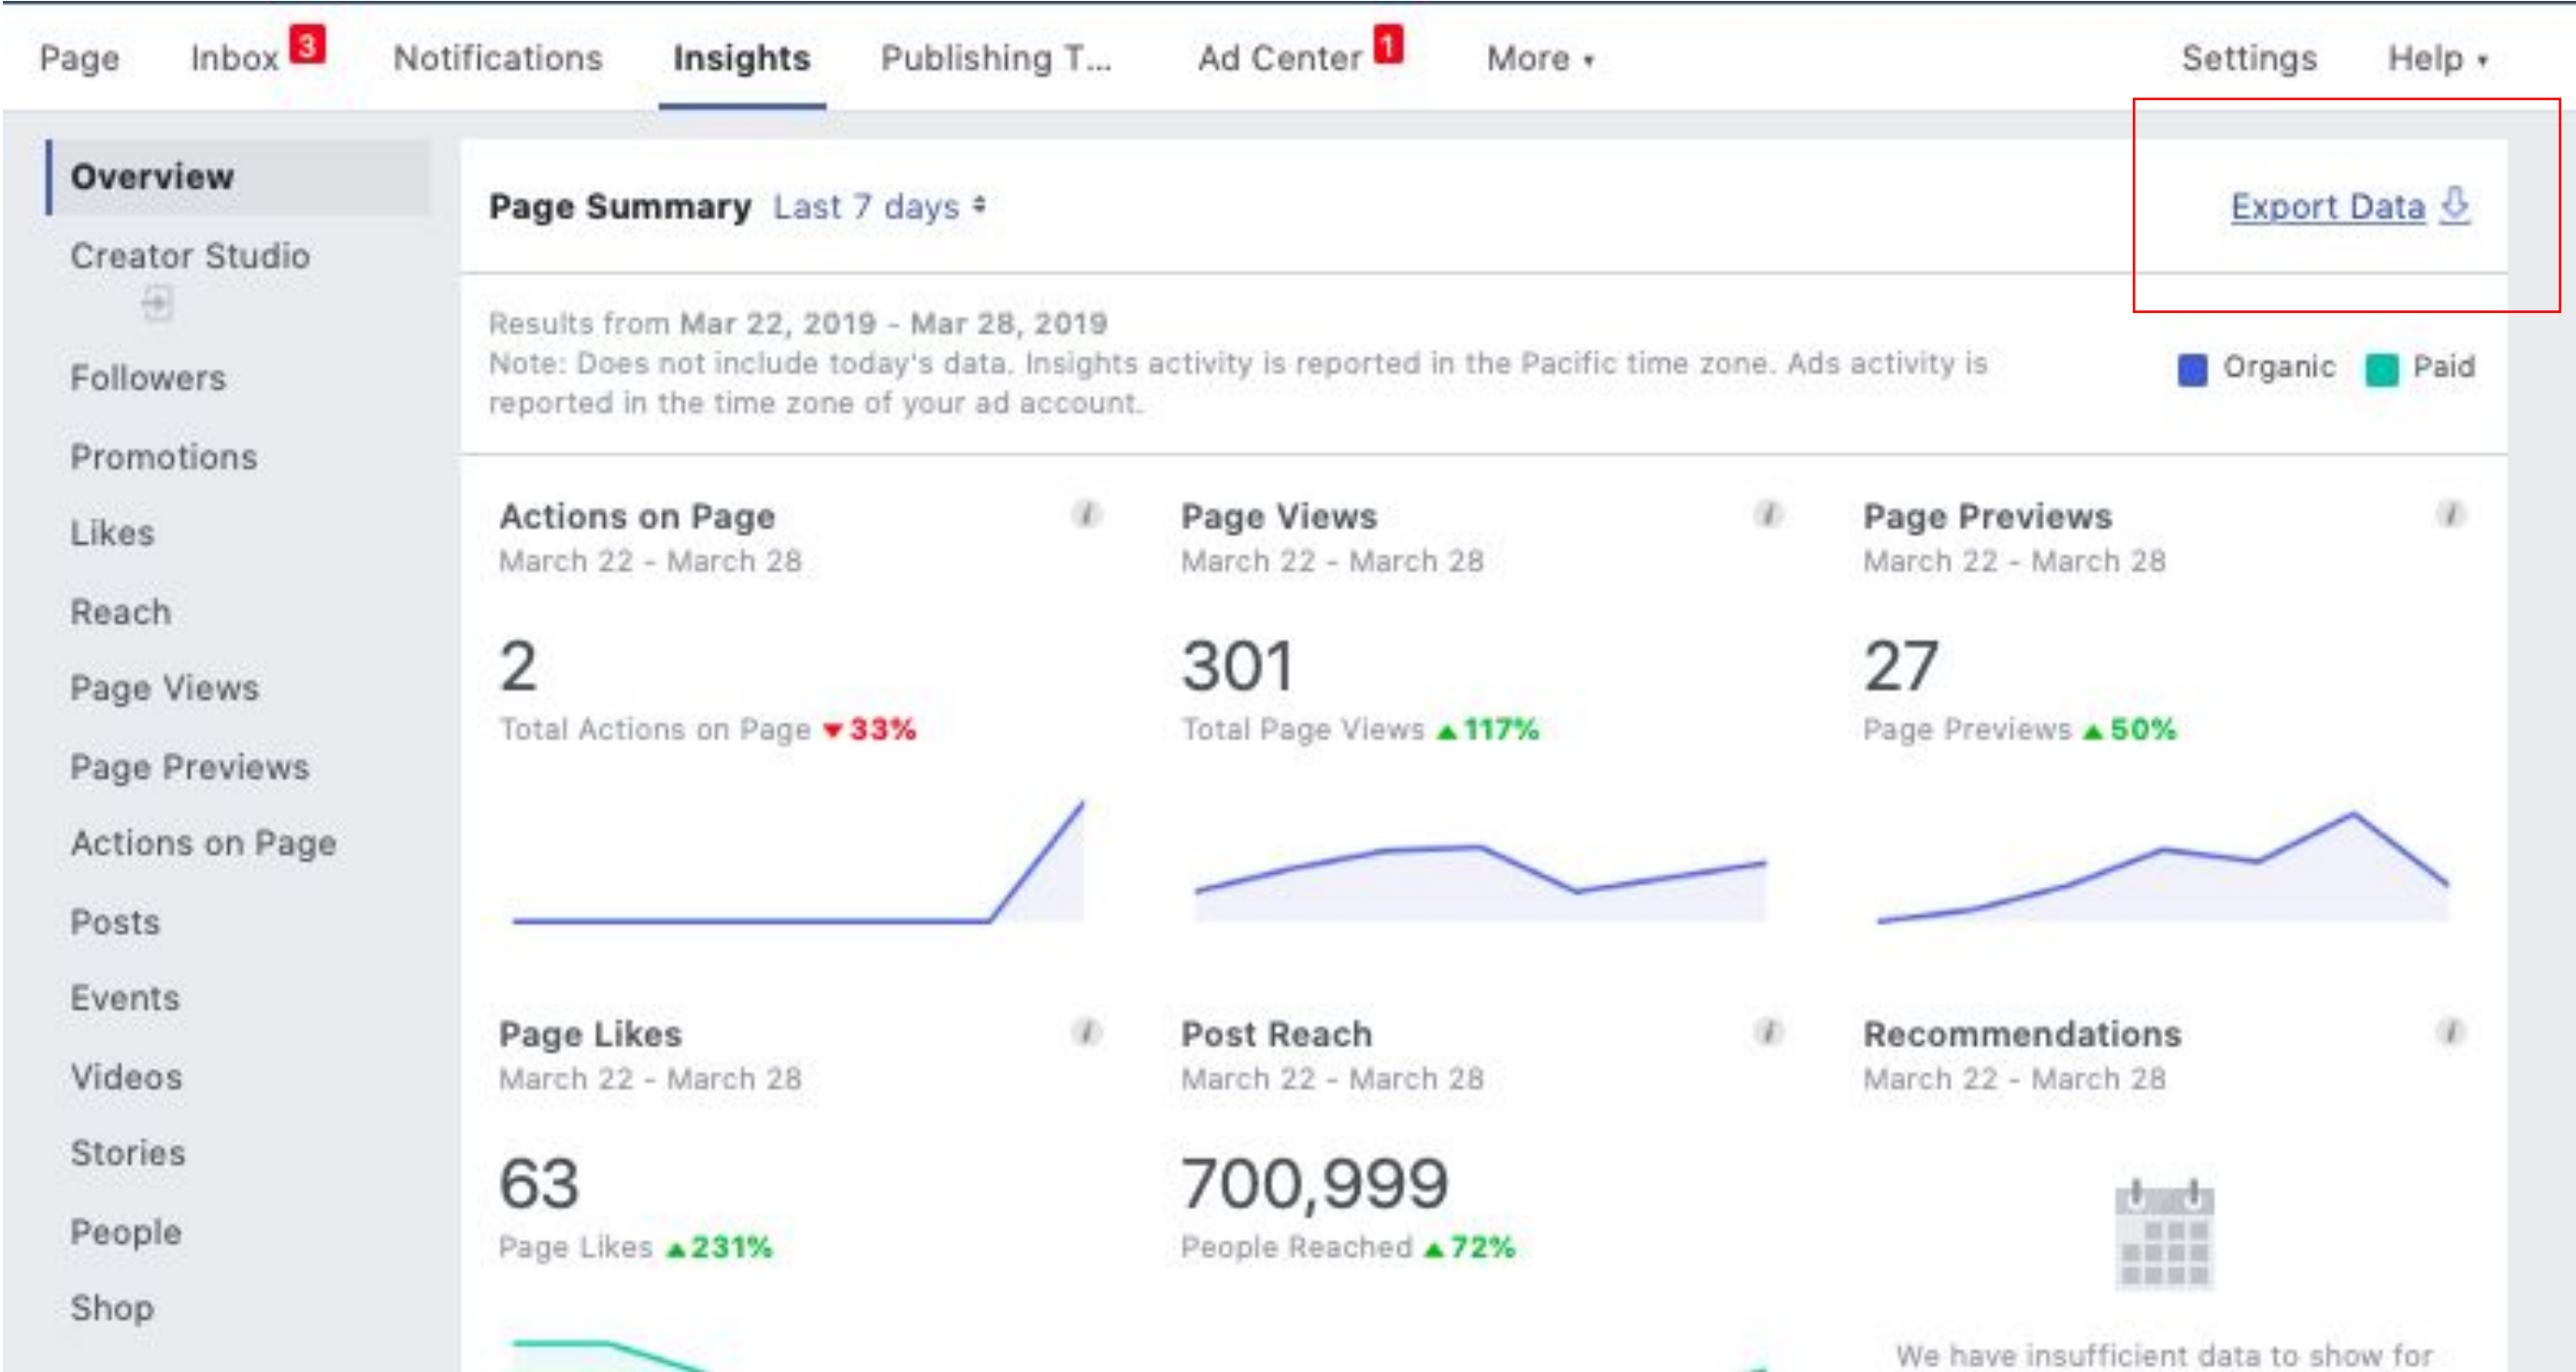 Page Inbox 3 Notifications Insights Publishing T... Ad Center 1 More Settings Help
Overview
Creator Studio
Followers
Promotions
Likes
Reach
Page Views
Page Previews
Actions on Page
Posts
Events
Videos
Stories
People
Shop
Page Summary Last 7 days
Export Data
Results from Mar 22, 2019 - Mar 28, 2019
Note: Does not include today's data. Insights activity is reported in the Pacific time zone. Ads activity is
reported in the time zone of your ad account.
Organic Paid
Actions on Page
March 22 - March 28
2
Total Actions on Page ▼33%
Page Views
March 22 - March 28
301
Total Page Views ▲117%
Page Previews
March 22 - March 28
27
Page Previews ▲50%
Page Likes
March 22 - March 28
63
Page Likes ▲231%
Post Reach
March 22 - March 28
700,999
People Reached ▲72%
Recommendations
March 22 - March 28
We have insufficient data to show for